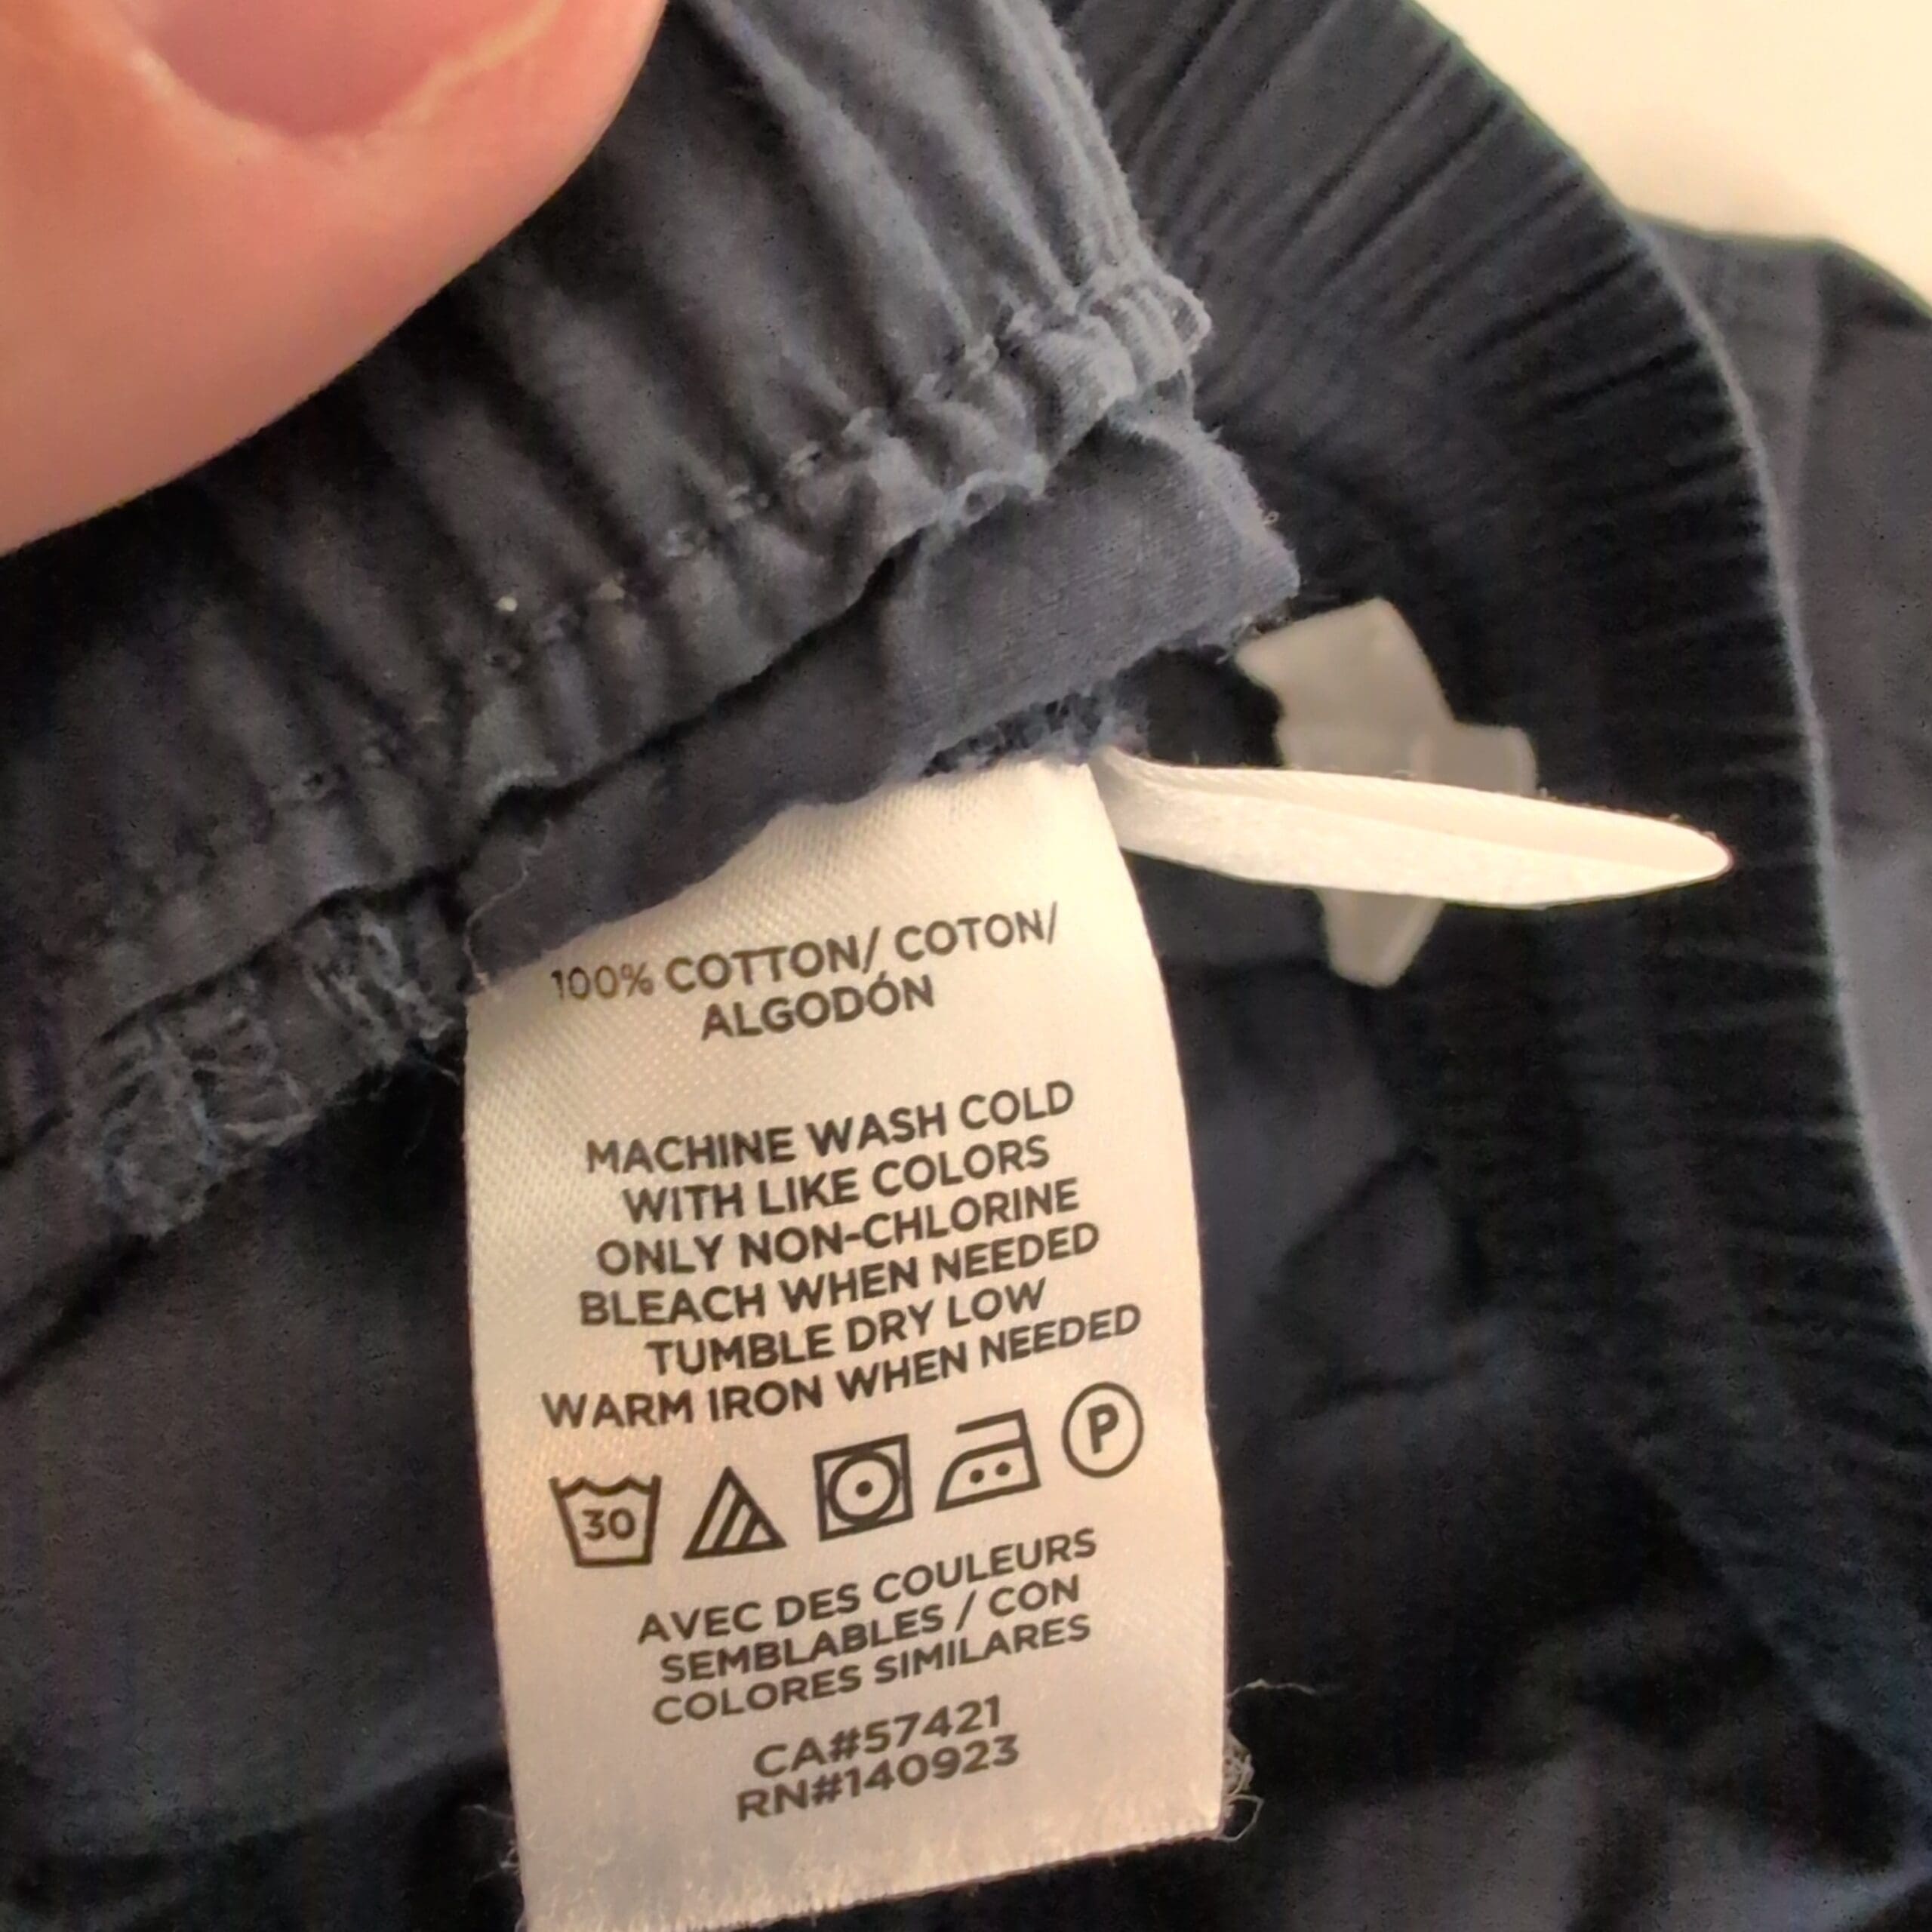 100% COTTON/ COTON/
ALGODÓN
MACHINE WASH COLD
WITH LIKE COLORS
ONLY NON-CHLORINE
BLEACH WHEN NEEDED
TUMBLE DRY LOW
WARM IRON WHEN NEEDED
30 P
AVEC DES COULEURS
SEMBLABLES / CON
COLORES SIMILARES
CA#57421
RN#140923